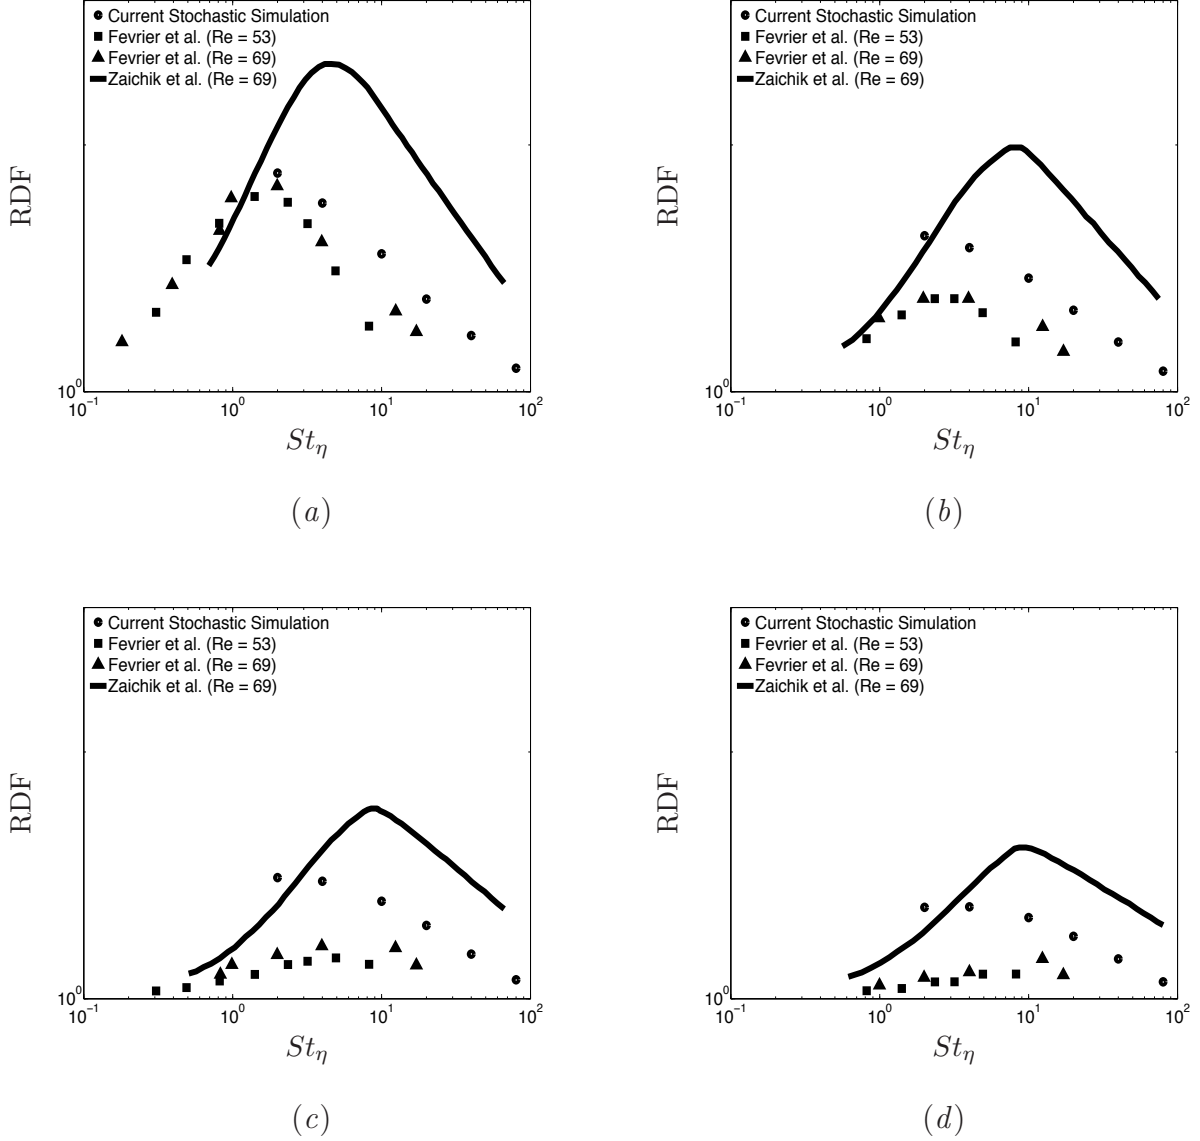 Current Stochastic Simulation
Fevrier et al. (Re = 53)
Fevrier et al. (Re = 69)
Zaichik et al. (Re = 69)
RDF
10^0
10^-1 10^0 10^1 10^2
St_η
(a)
Current Stochastic Simulation
Fevrier et al. (Re = 53)
Fevrier et al. (Re = 69)
Zaichik et al. (Re = 69)
RDF
10^0
10^-1 10^0 10^1 10^2
St_η
(b)
Current Stochastic Simulation
Fevrier et al. (Re = 53)
Fevrier et al. (Re = 69)
Zaichik et al. (Re = 69)
RDF
10^0
10^-1 10^0 10^1 10^2
St_η
(c)
Current Stochastic Simulation
Fevrier et al. (Re = 53)
Fevrier et al. (Re = 69)
Zaichik et al. (Re = 69)
RDF
10^0
10^-1 10^0 10^1 10^2
St_η
(d)